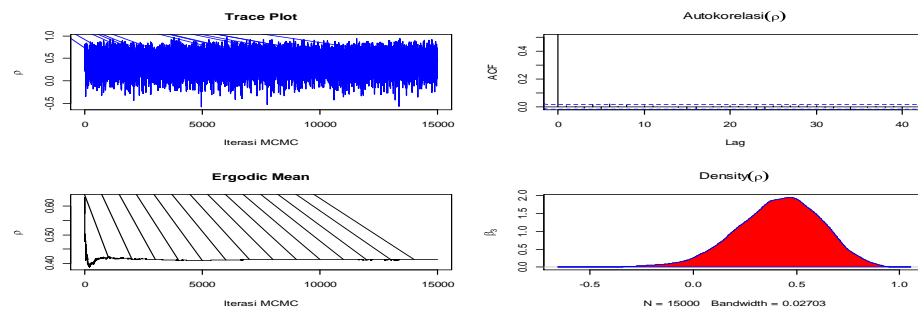 Trace Plot
ρ
1.0
0.5
0.0
-0.5
0
5000
10000
15000
Iterasi MCMC
Autokorelasi(ρ)
ACF
0.4
0.2
0.0
0
10
20
30
40
Lag
Ergodic Mean
ρ
0.60
0.50
0.40
0
5000
10000
15000
Iterasi MCMC
Density(ρ)
β3
2.0
1.5
1.0
0.0
-0.5
0.0
0.5
1.0
N = 15000 Bandwidth = 0.02703